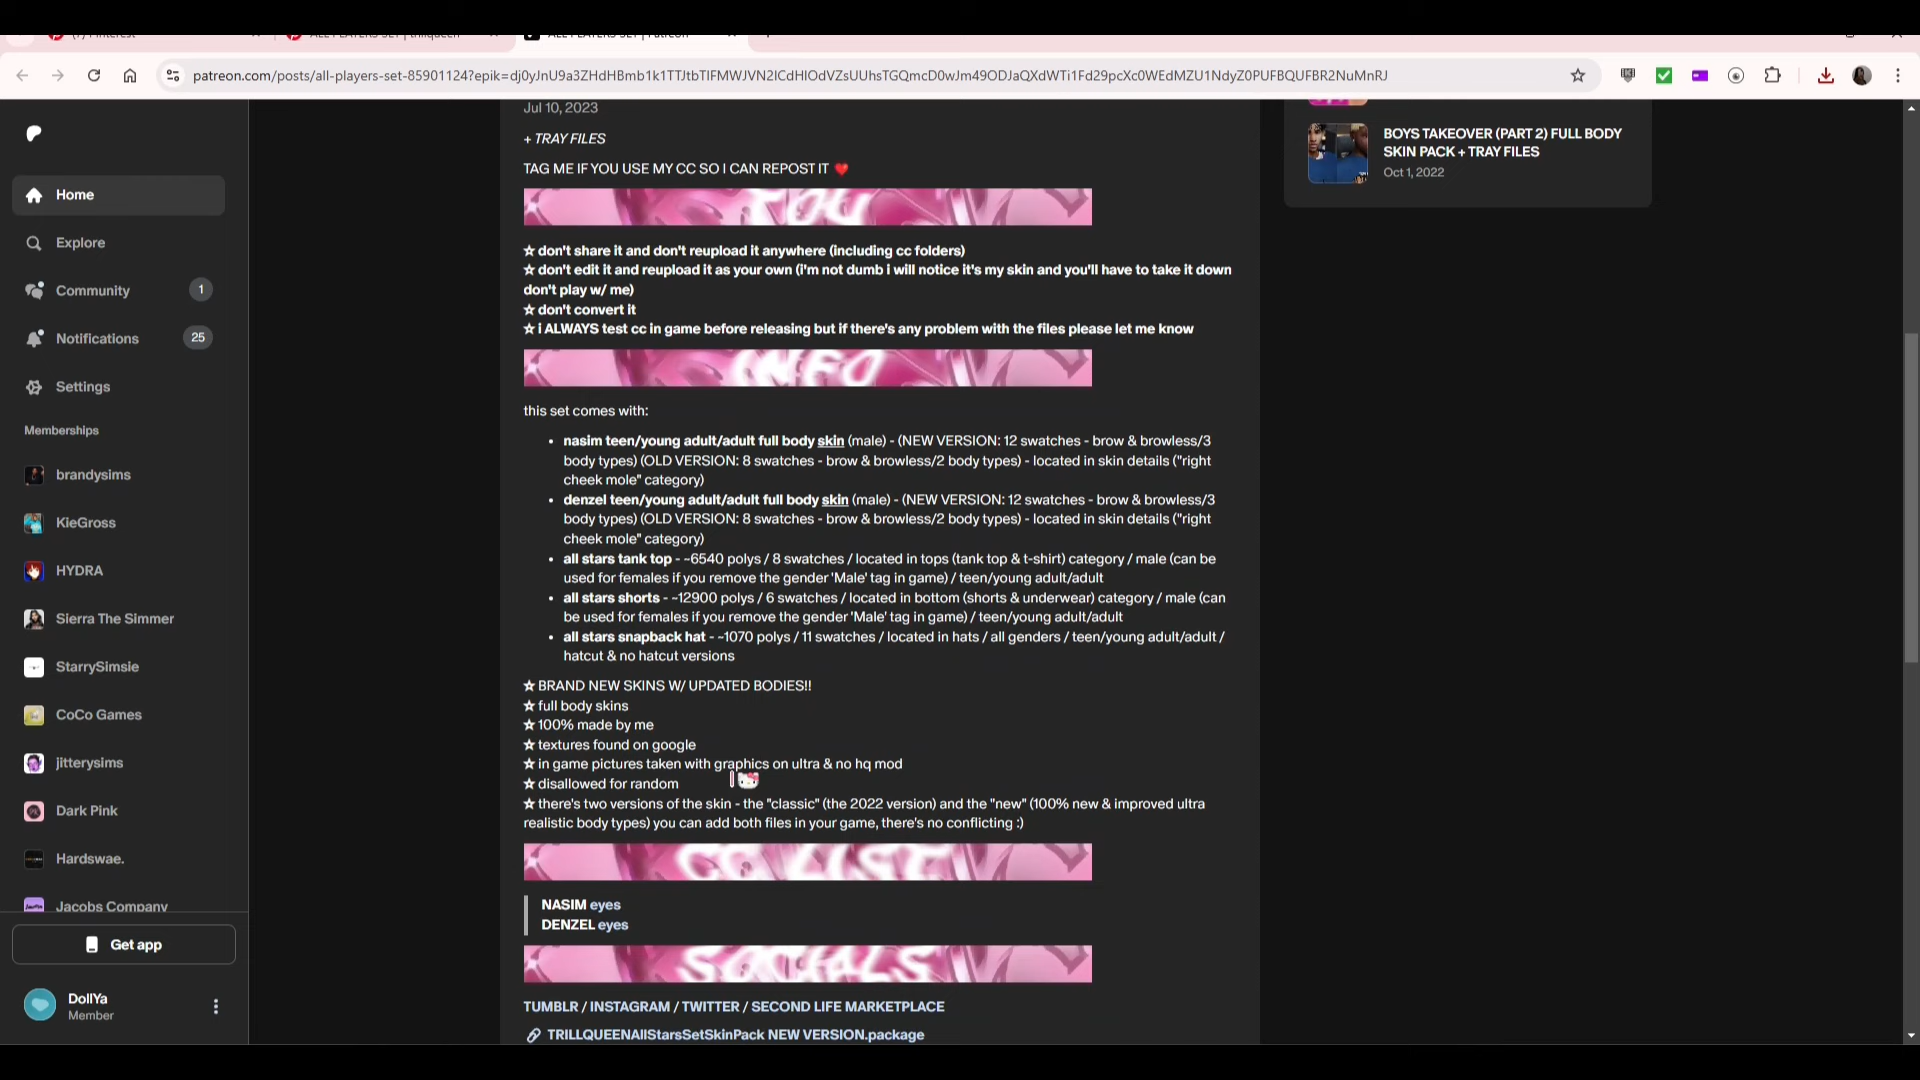 patreon.com/posts/all-players-set-85901124?epik=dj0yJnU9a3ZHdHBmb1k1TTJtbTlFMWJVN2lCdHlOdVZsUUhsTGQmcD0wJm49ODJaQXdWTi1Fd29pcXc0WEdMZU1NdyZ0PUFBQUFBR2NuMnRJ
Home
Explore
Community
1
Notifications
25
Settings
Memberships
brandysims
KieGross
HYDRA
Sierra The Simmer
StarrySimsie
CoCo Games
jitterysims
Dark Pink
Hardswae.
Jacobs Company
Get app
DollYa
Member
Jul 10, 2023
+ TRAY FILES
TAG ME IF YOU USE MY CC SO I CAN REPOST IT ❤️
TOU
☆ don't share it and don't reupload it anywhere (including cc folders)
☆ don't edit it and reupload it as your own (i'm not dumb i will notice it's my skin and you'll have to take it down
don't play w/ me)
☆ don't convert it
☆ i ALWAYS test cc in game before releasing but if there's any problem with the files please let me know
INFO
this set comes with:
• nasim teen/young adult/adult full body skin (male) - (NEW VERSION: 12 swatches - brow & browless/3
body types) (OLD VERSION: 8 swatches - brow & browless/2 body types) - located in skin details ("right
cheek mole" category)
• denzel teen/young adult/adult full body skin (male) - (NEW VERSION: 12 swatches - brow & browless/3
body types) (OLD VERSION: 8 swatches - brow & browless/2 body types) - located in skin details ("right
cheek mole" category)
• all stars tank top - ~6540 polys / 8 swatches / located in tops (tank top & t-shirt) category / male (can be
used for females if you remove the gender 'Male' tag in game) / teen/young adult/adult
• all stars shorts - ~12900 polys / 6 swatches / located in bottom (shorts & underwear) category / male (can
be used for females if you remove the gender 'Male' tag in game) / teen/young adult/adult
• all stars snapback hat - ~1070 polys / 11 swatches / located in hats / all genders / teen/young adult/adult /
hatcut & no hatcut versions
☆ BRAND NEW SKINS W/ UPDATED BODIES!!
☆ full body skins
☆ 100% made by me
☆ textures found on google
☆ in game pictures taken with graphics on ultra & no hq mod
☆ disallowed for random
☆ there's two versions of the skin - the "classic" (the 2022 version) and the "new" (100% new & improved ultra
realistic body types) you can add both files in your game, there's no conflicting :)
CC LIST
NASIM eyes
DENZEL eyes
SOCIALS
TUMBLR / INSTAGRAM / TWITTER / SECOND LIFE MARKETPLACE
TRILLQUEENAllStarsSetSkinPack NEW VERSION.package
BOYS TAKEOVER (PART 2) FULL BODY
SKIN PACK + TRAY FILES
Oct 1, 2022